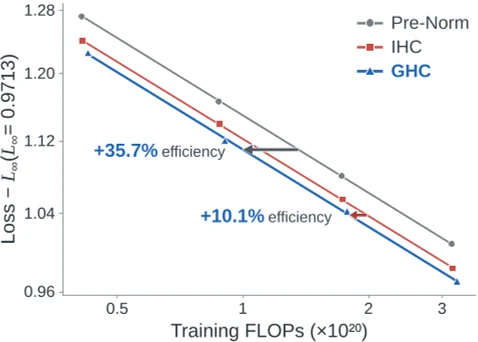 1.28
1.20
1.12
1.04
0.96
Loss − L∞(L∞= 0.9713)
Pre-Norm
IHC
GHC
+35.7% efficiency
+10.1% efficiency
0.5
1
2
3
Training FLOPs (×10²⁰)